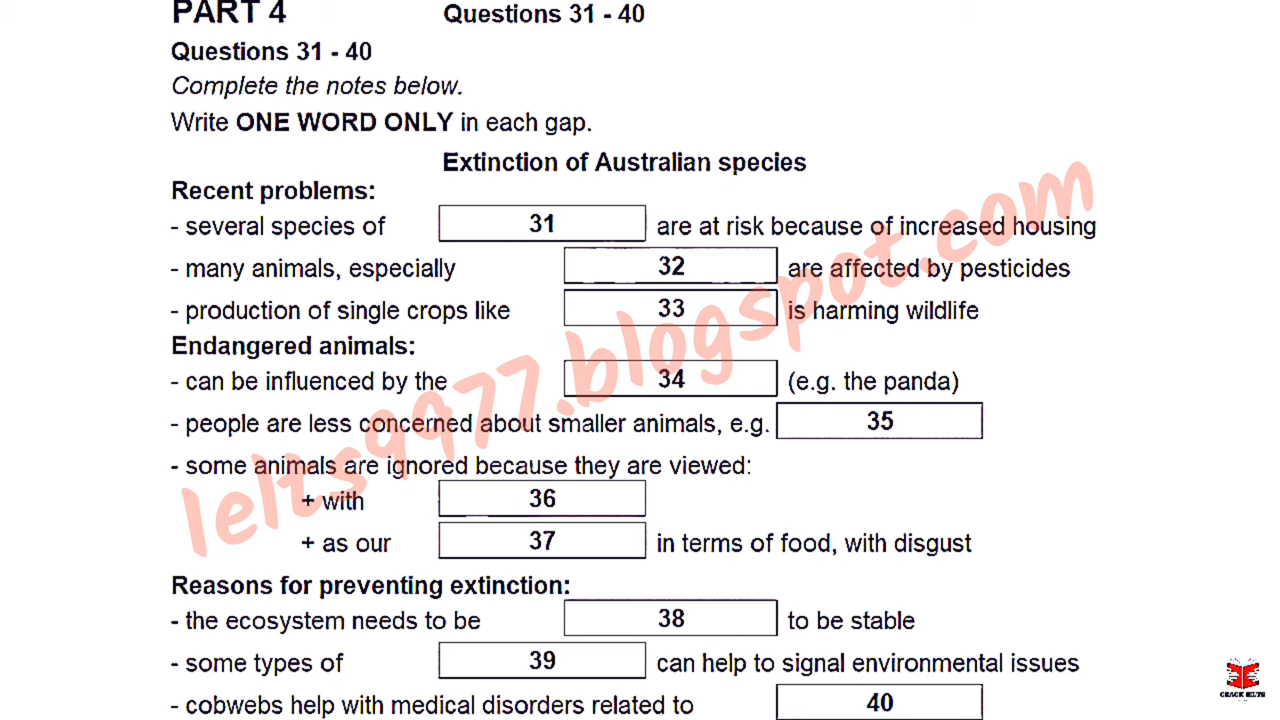 PART 4 Questions 31 - 40
Questions 31 - 40
Complete the notes below.
Write ONE WORD ONLY in each gap.
Extinction of Australian species
Recent problems:
- several species of 31 are at risk because of increased housing
- many animals, especially 32 are affected by pesticides
- production of single crops like 33 is harming wildlife
Endangered animals:
- can be influenced by the 34 (e.g. the panda)
- people are less concerned about smaller animals, e.g. 35
- some animals are ignored because they are viewed:
+ with 36
+ as our 37 in terms of food, with disgust
Reasons for preventing extinction:
- the ecosystem needs to be 38 to be stable
- some types of 39 can help to signal environmental issues
- cobwebs help with medical disorders related to 40
Ielts9977.blogspot.com
CRACK IELTS